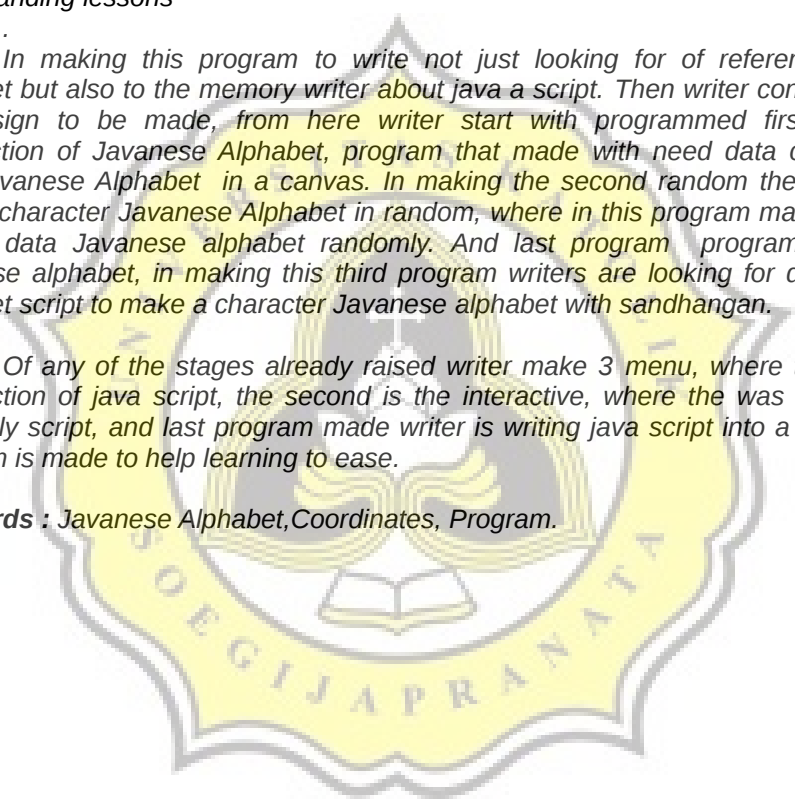 anding lessons
.
In making this program to write not just looking for of referen
et but also to the memory writer about java a script. Then writer con
sign to be made, from here writer start with programmed firs
ction of Javanese Alphabet, program that made with need data
vanese Alphabet in a canvas. In making the second random the
character Javanese Alphabet in random, where in this program ma
data Javanese alphabet randomly. And last program program
se alphabet, in making this third program writers are looking for
et script to make a character Javanese alphabet with sandhangan.
Of any of the stages already raised writer make 3 menu, where
ction of java script, the second is the interactive, where the was
ly script, and last program made writer is writing java script into a
n is made to help learning to ease.
rds : Javanese Alphabet,Coordinates, Program.
UNIVERSITAS KATOLIK
SOEGIJAPRANATA